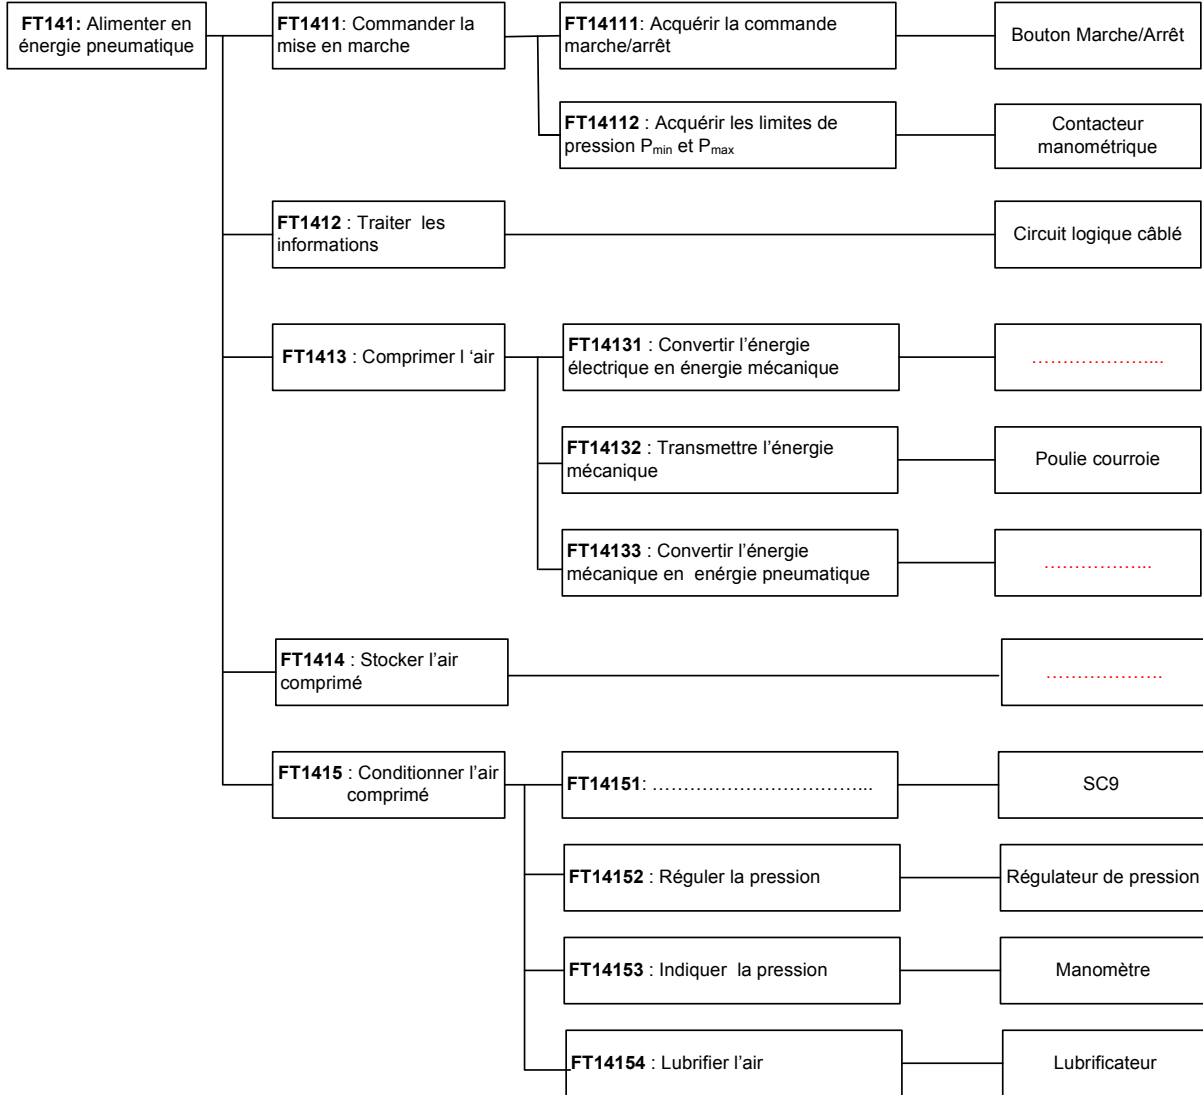 FT141: Alimenter en
énergie pneumatique
FT1411: Commander la
mise en marche
FT14111: Acquérir la commande
marche/arrêt
Bouton Marche/Arrêt
FT14112 : Acquérir les limites de
pression Pmin et Pmax
Contacteur
manométrique
FT1412 : Traiter les
informations
Circuit logique câblé
FT1413 : Comprimer l ‘air
FT14131 : Convertir l’énergie
électrique en énergie mécanique
…………………...
FT14132 : Transmettre l’énergie
mécanique
Poulie courroie
FT14133 : Convertir l’énergie
mécanique en enérgie pneumatique
………………..
FT1414 : Stocker l’air
comprimé
……………….
FT1415 : Conditionner l’air
comprimé
FT14151: ……………………………...
SC9
FT14152 : Réguler la pression
Régulateur de pression
FT14153 : Indiquer la pression
Manomètre
FT14154 : Lubrifier l’air
Lubrificateur